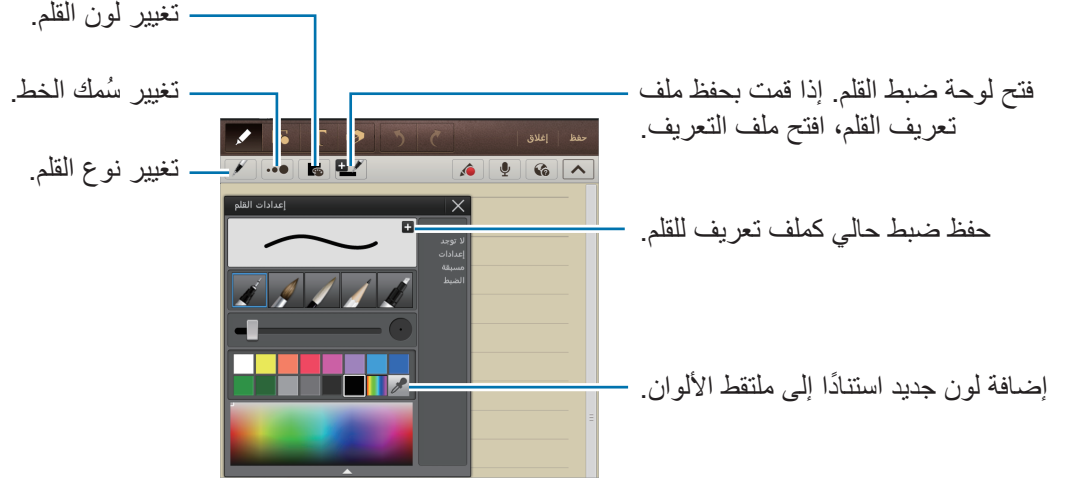 تغيير لون القلم.
تغيير سُمك الخط.
تغيير نوع القلم.
فتح لوحة ضبط القلم. إذا قمت بحفظ ملف
تعريف القلم، افتح ملف التعريف.
حفظ ضبط حالي كملف تعريف للقلم.
إضافة لون جديد استنادًا إلى ملتقط الألوان.
حفظ
إغلاق
T
إعدادات القلم
لا توجد
إعدادات
مسبقة
الضبط